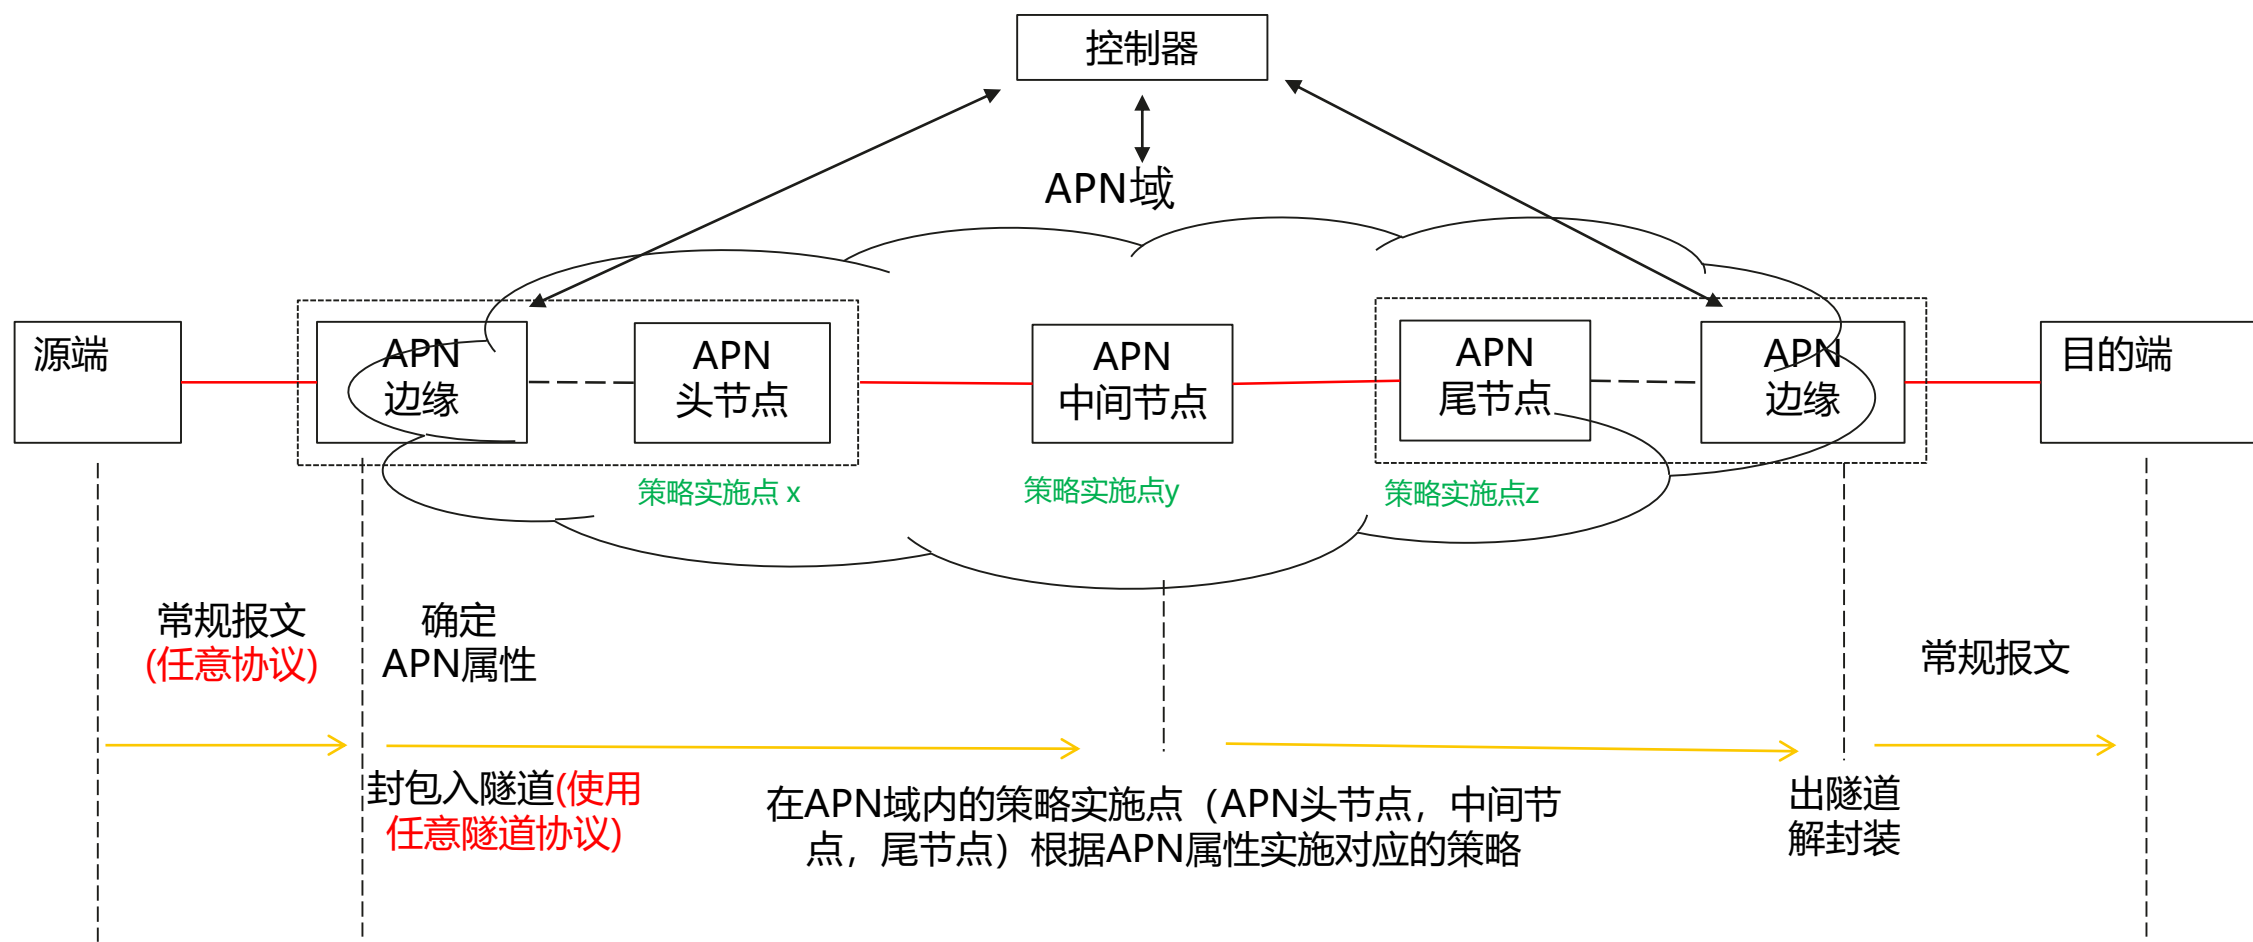 控制器
APN域
源端
APN
边缘
APN
头节点
APN
中间节点
APN
尾节点
APN
边缘
目的端
策略实施点 x
策略实施点y
策略实施点z
常规报文
(任意协议)
确定
APN属性
常规报文
封包入隧道(使用
任意隧道协议)
在APN域内的策略实施点（APN头节点，中间节
点，尾节点）根据APN属性实施对应的策略
出隧道
解封装